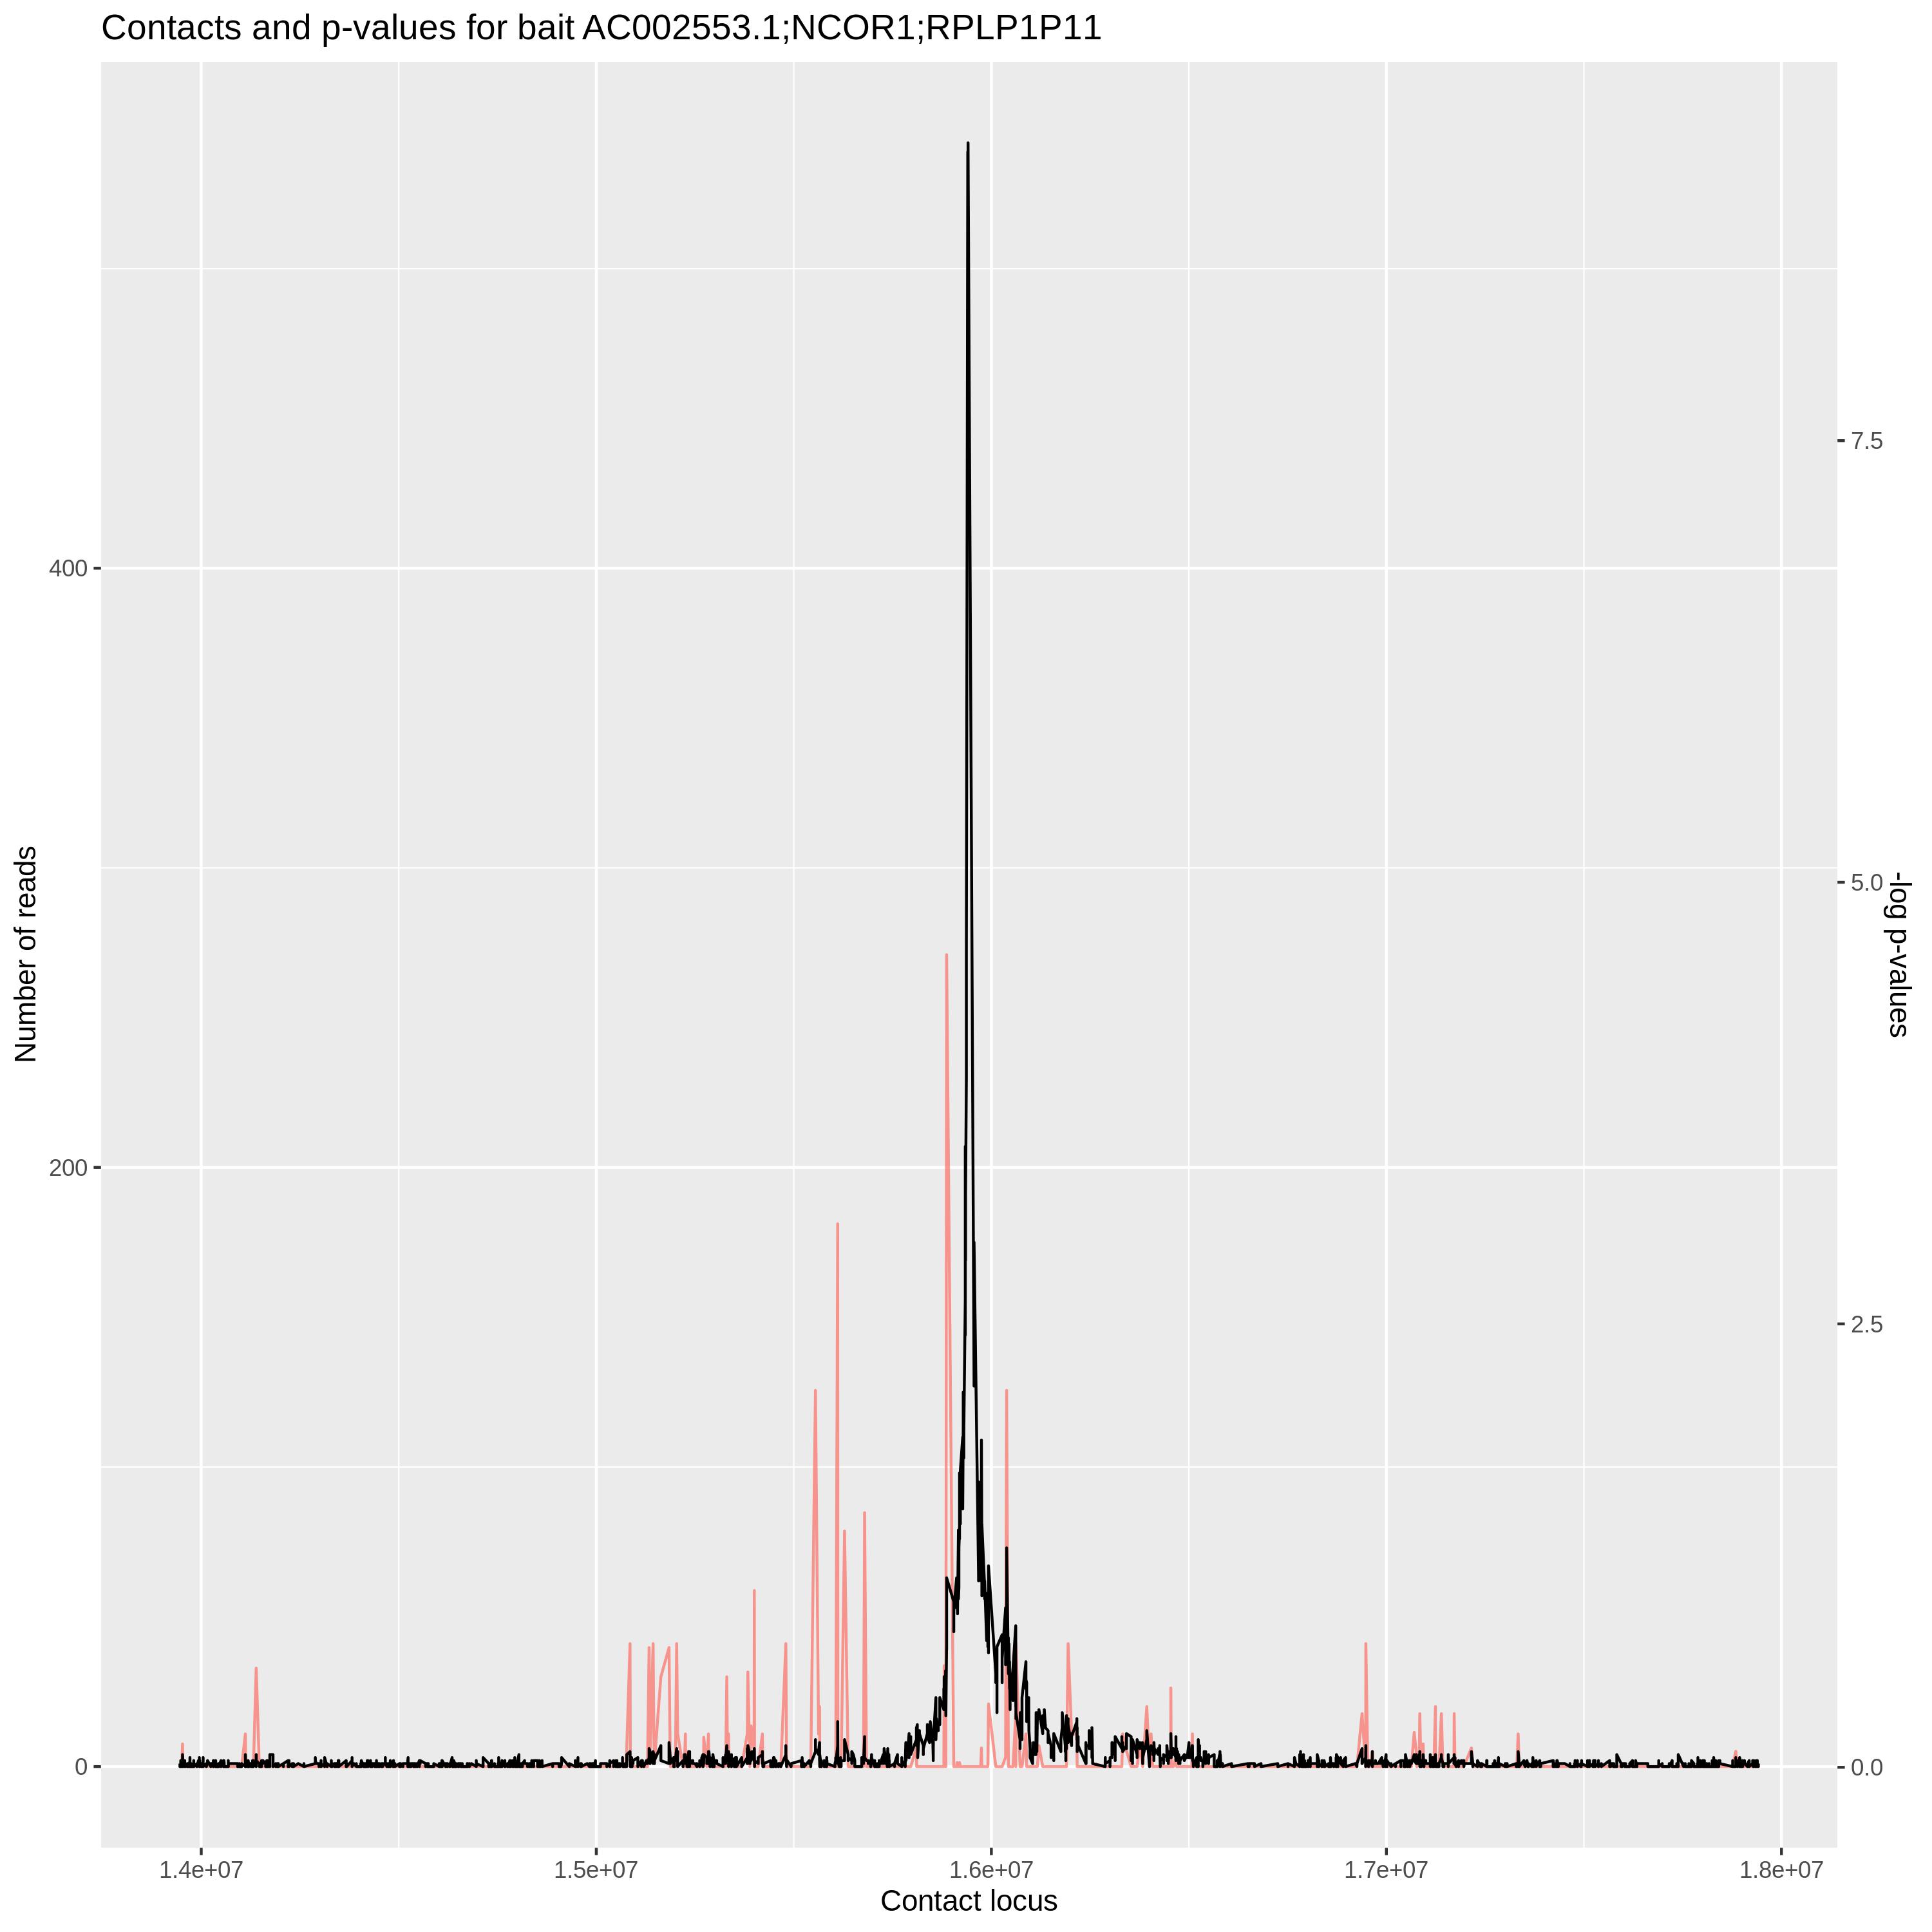 Contacts and p-values for bait AC002553.1;NCOR1;RPLP1P11
Number of reads
400
200
0
7.5
5.0
2.5
0.0
-log p-values
1.4e+07
1.5e+07
1.6e+07
1.7e+07
1.8e+07
Contact locus